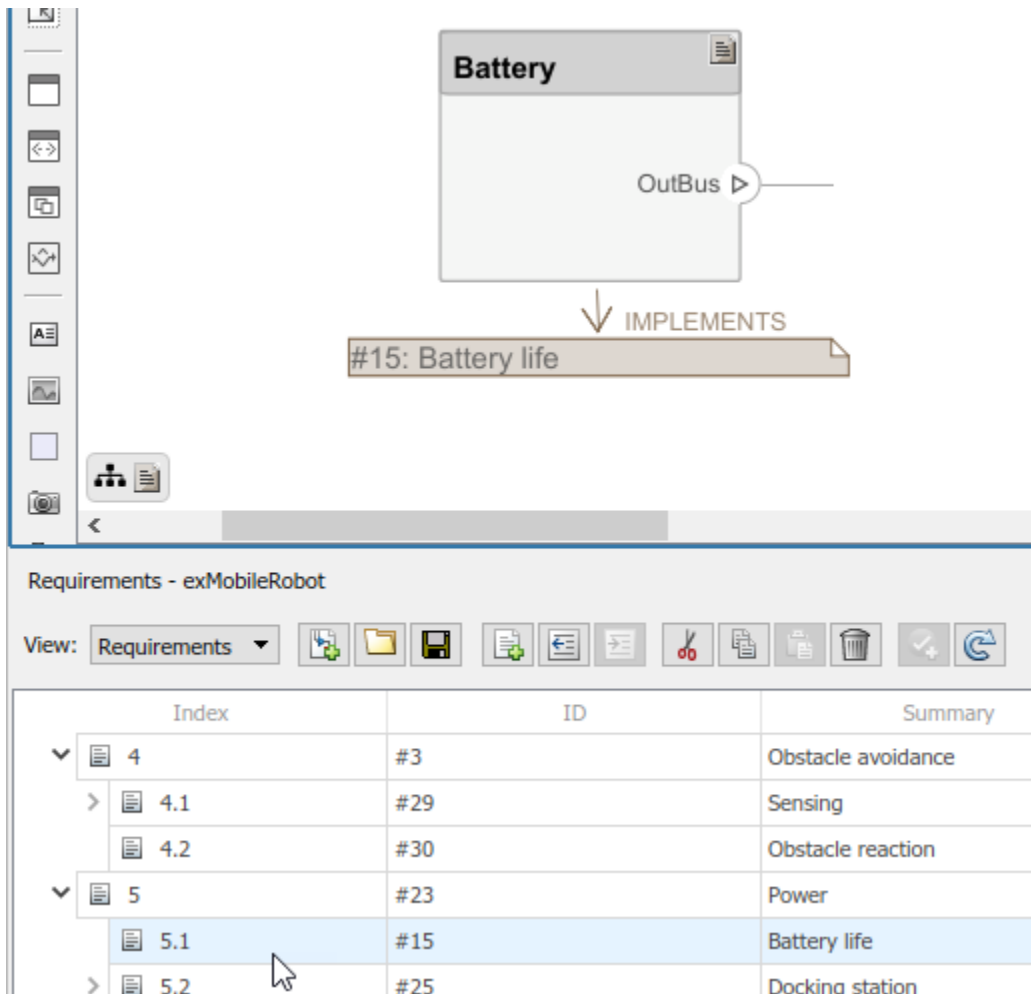 Battery
OutBus
IMPLEMENTS
#15: Battery life
Requirements - exMobileRobot
View: Requirements
Index ID Summary
4 #3 Obstacle avoidance
4.1 #29 Sensing
4.2 #30 Obstacle reaction
5 #23 Power
5.1 #15 Battery life
5.2 #25 Docking station